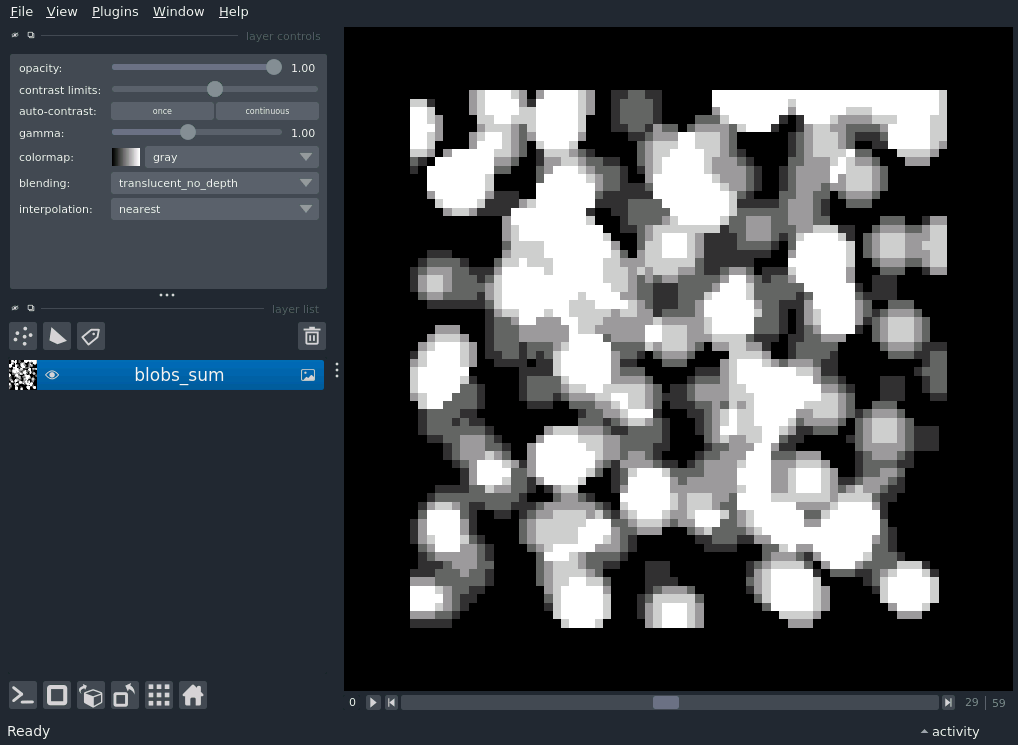 File View Plugins Window Help
layer controls
opacity: 1.00
contrast limits:
auto-contrast: once continuous
gamma: 1.00
colormap: gray
blending: translucent_no_depth
interpolation: nearest
layer list
blobs_sum
0 29 59
Ready activity